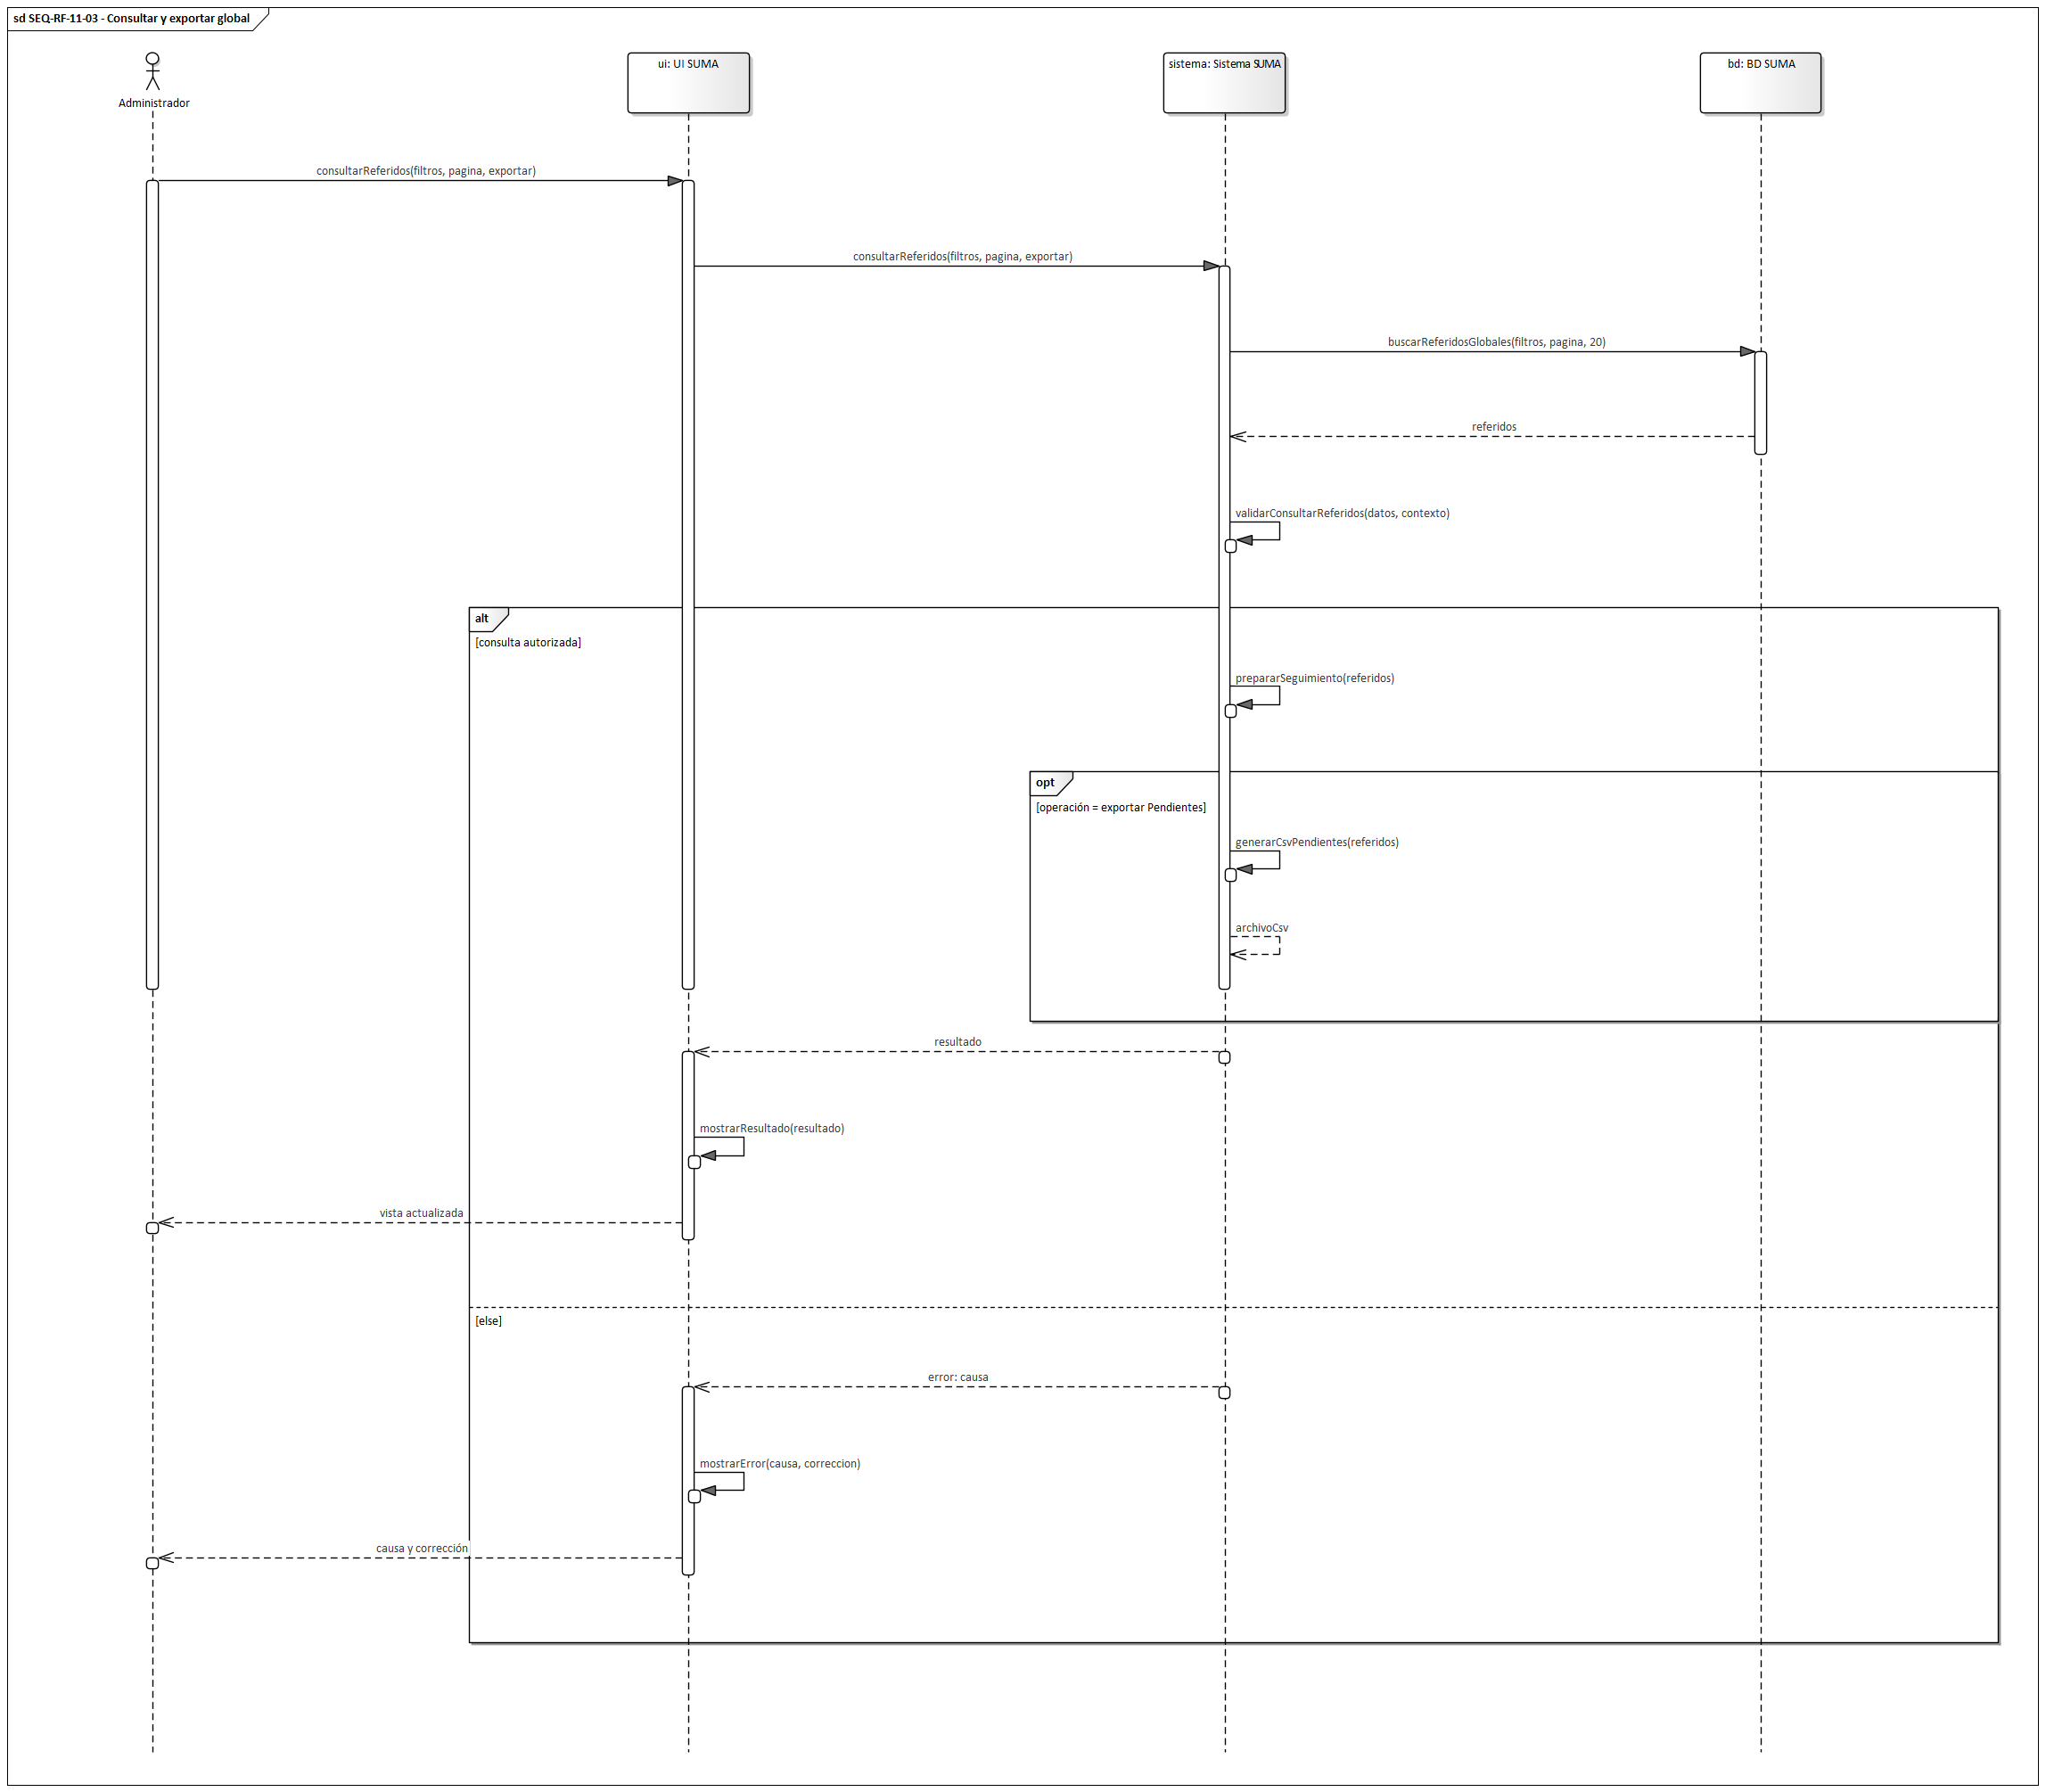 sd SEQ-RF-11-03 - Consultar y exportar global
Administrador
ui: UI SUMA
sistema: Sistema SUMA
bd: BD SUMA
consultarReferidos(filtros, pagina, exportar)
consultarReferidos(filtros, pagina, exportar)
buscarReferidosGlobales(filtros, pagina, 20)
referidos
validarConsultarReferidos(datos, contexto)
alt
[consulta autorizada]
prepararSeguimiento(referidos)
opt
[operación = exportar Pendientes]
generarCsvPendientes(referidos)
archivoCsv
resultado
mostrarResultado(resultado)
vista actualizada
[else]
error: causa
mostrarError(causa, correccion)
causa y corrección